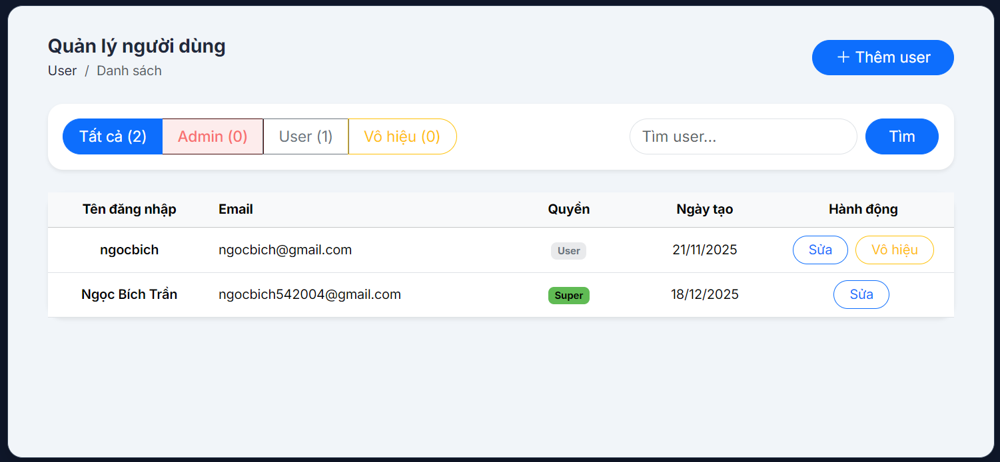 Quản lý người dùng
+ Thêm user
User / Danh sách
Tất cả (2) Admin (0) User (1) Vô hiệu (0) Tìm user... Tìm
Tên đăng nhập Email Quyền Ngày tạo Hành động
ngocbich ngocbich@gmail.com User 21/11/2025 Sửa Vô hiệu
Ngọc Bích Trần ngocbich542004@gmail.com Super 18/12/2025 Sửa